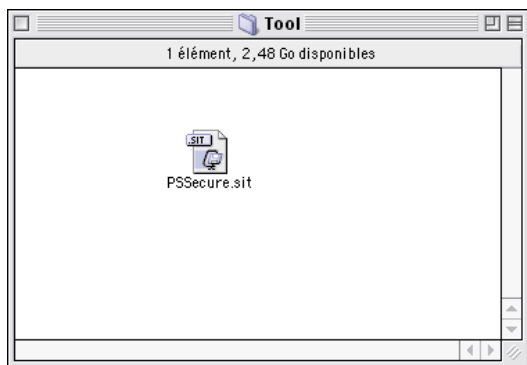 Tool
1 élément, 2,48 Go disponibles
.SIT
PSSecure.sit